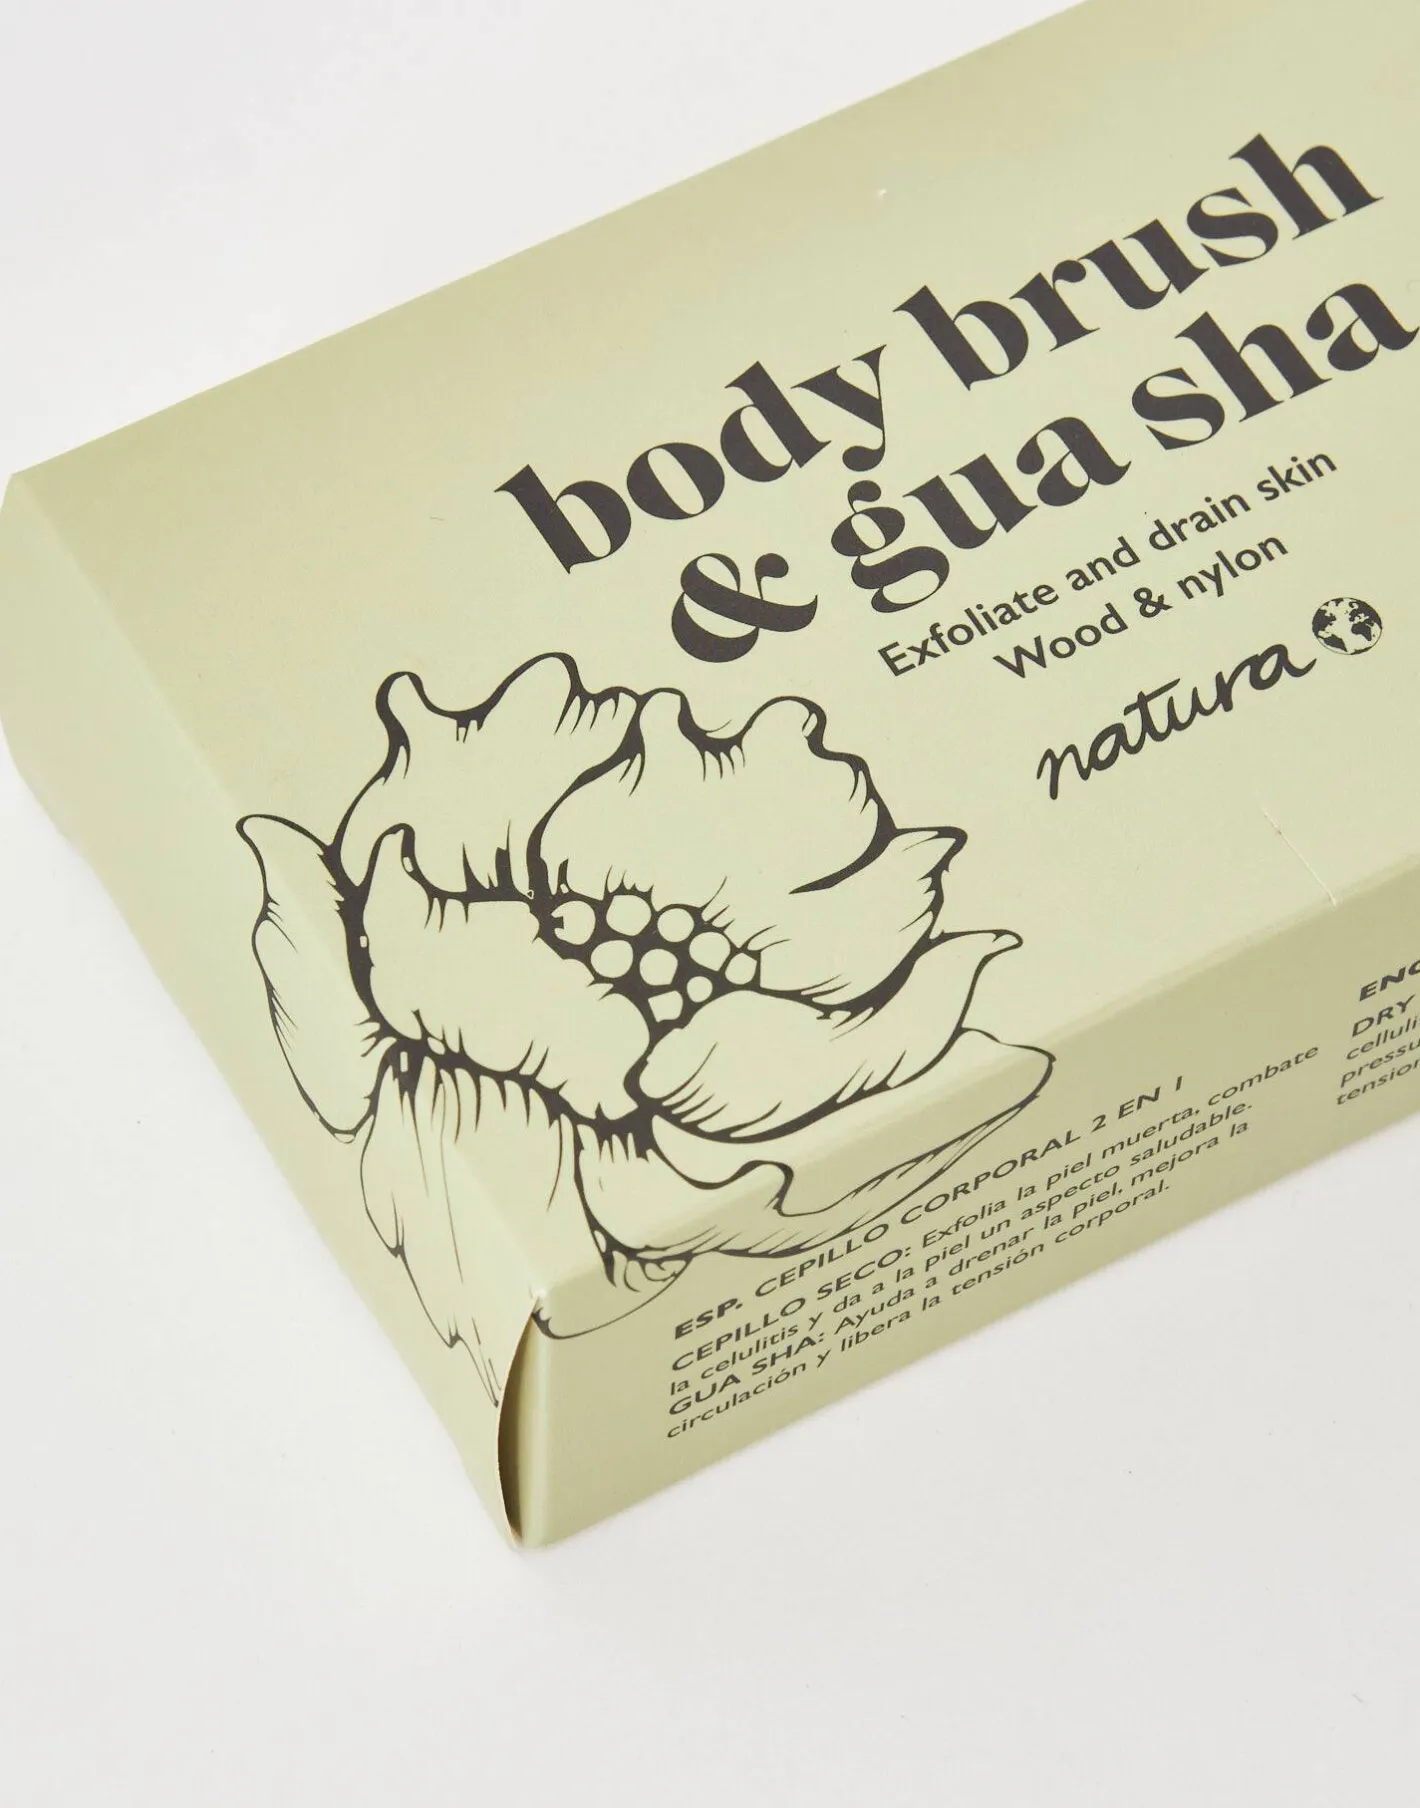 body brush
& gua sha
Exfoliate and drain skin
Wood & nylon
natura
ESP. CEPILLO CORPORAL 2 EN 1
CEPILLO SECO: Exfolia la piel muerta, combate
la celulitis y da a la piel un aspecto saludable.
GUA SHA: Ayuda a drenar la piel, mejora la
circulación y libera la tensión corporal.
DRY